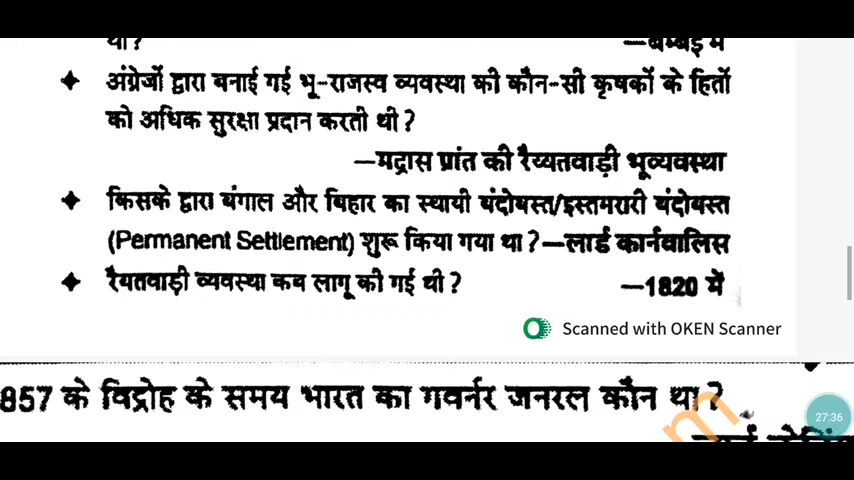 था? —बम्बई में
✦ अंग्रेजों द्वारा बनाई गई भू-राजस्व व्यवस्था की कौन-सी कृषकों के हितों
को अधिक सुरक्षा प्रदान करती थी?
—मद्रास प्रांत की रैय्यतवाड़ी भूव्यवस्था
✦ किसके द्वारा बंगाल और बिहार का स्थायी बंदोबस्त/इस्तमरारी बंदोबस्त
(Permanent Settlement) शुरू किया गया था? —लार्ड कार्नवालिस
✦ रैयतवाड़ी व्यवस्था कब लागू की गई थी? —1820 में
Scanned with OKEN Scanner
857 के विद्रोह के समय भारत का गवर्नर जनरल कौन था?
27:36